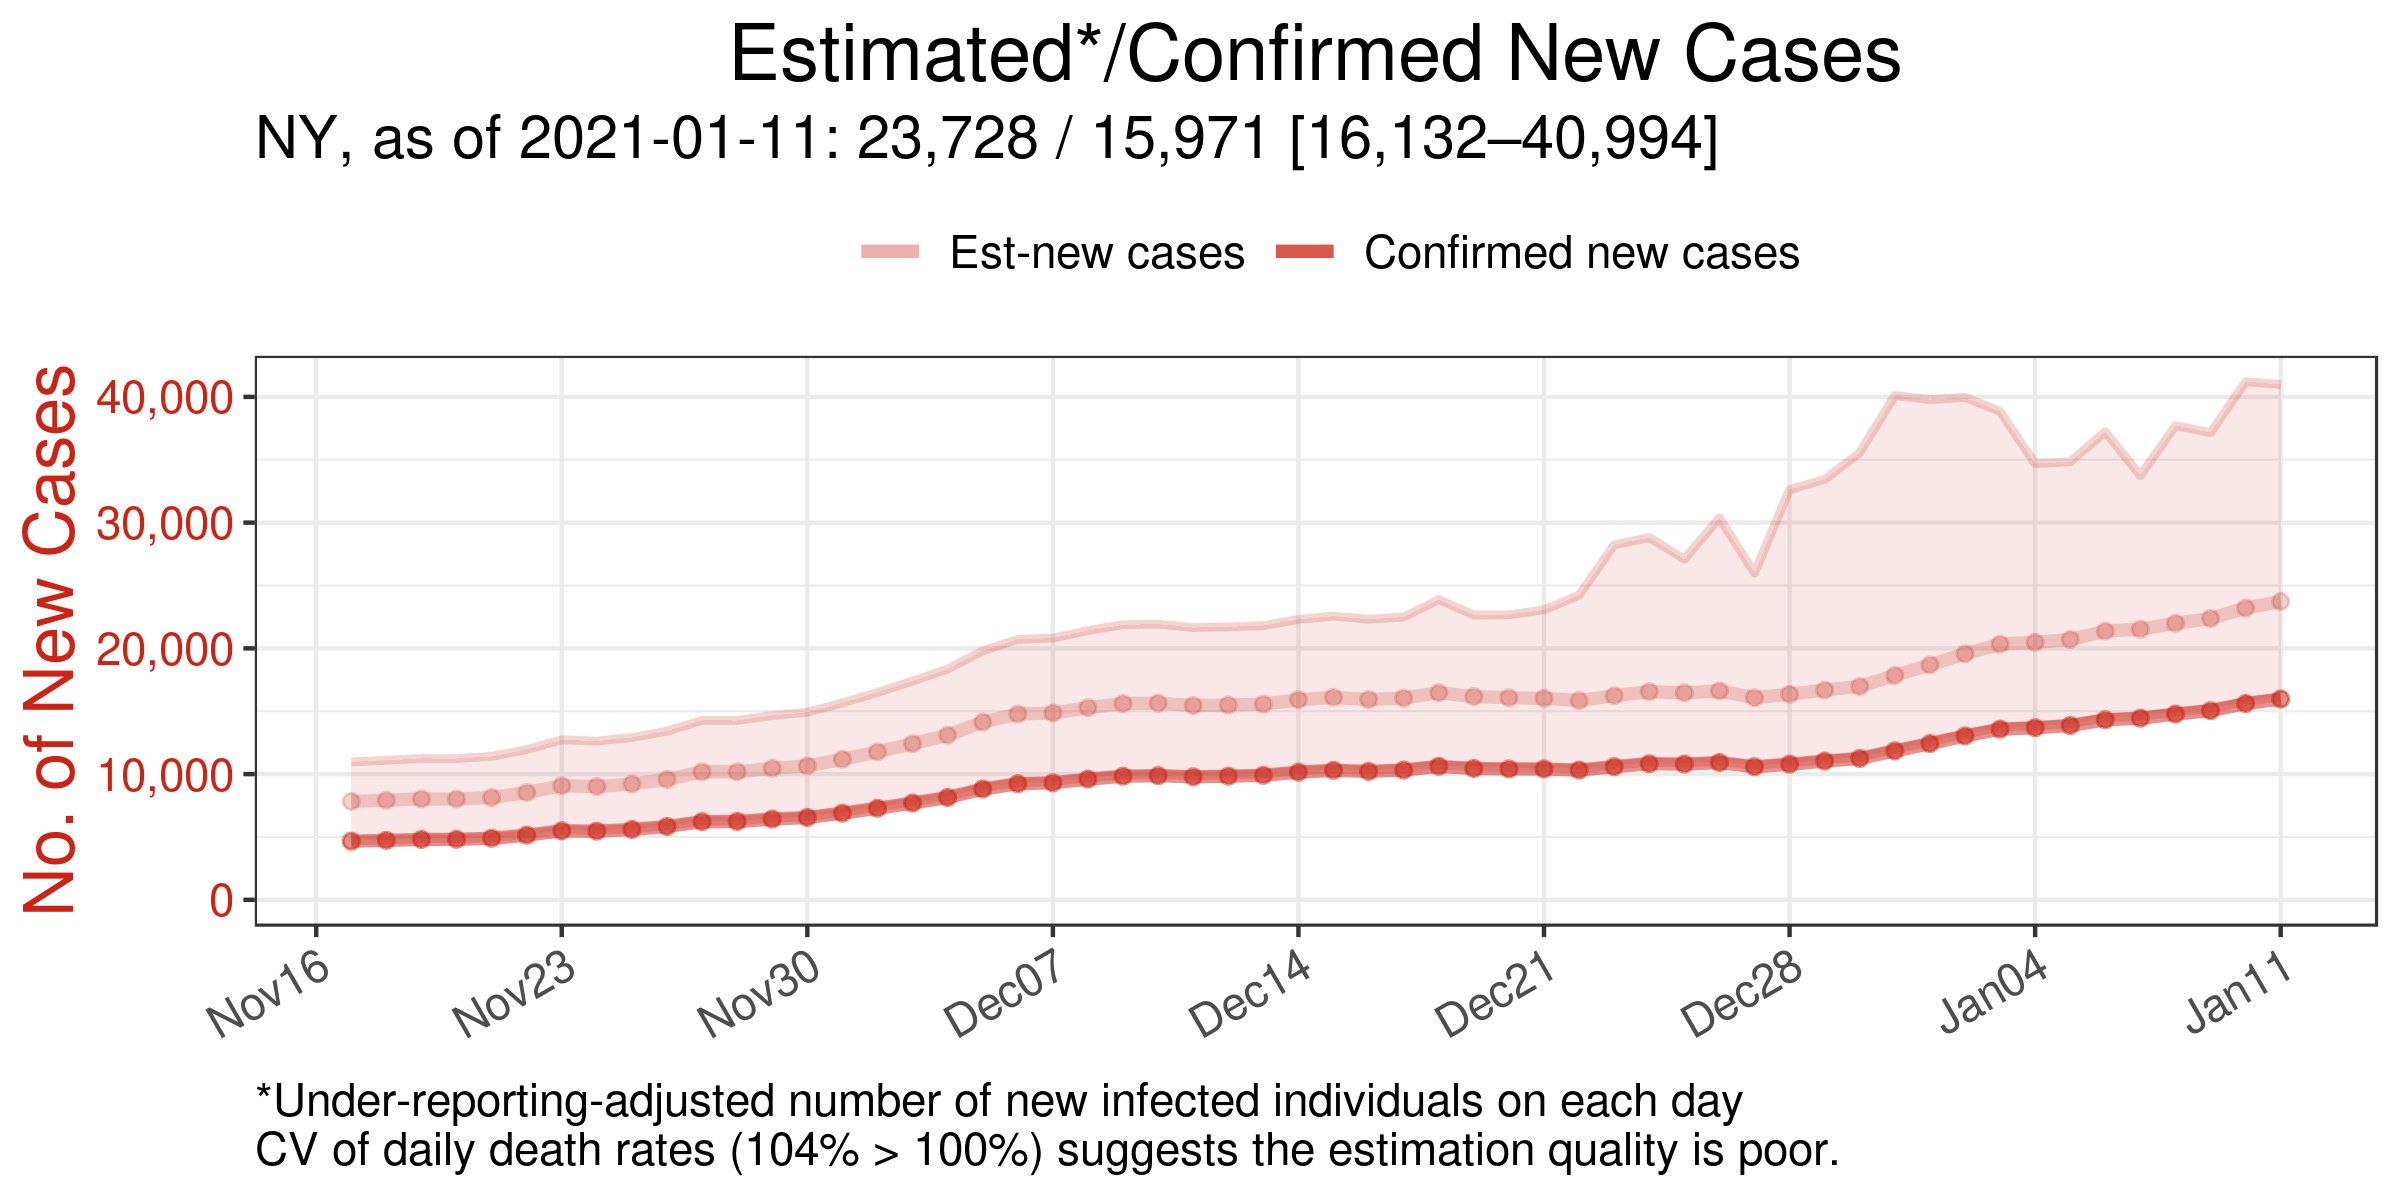 Estimated*/Confirmed New Cases
NY, as of 2021-01-11: 23,728 / 15,971 [16,132–40,994]
Est-new cases Confirmed new cases
No. of New Cases
40,000
30,000
20,000
10,000
0
Nov16 Nov23 Nov30 Dec07 Dec14 Dec21 Dec28 Jan04 Jan11
*Under-reporting-adjusted number of new infected individuals on each day
CV of daily death rates (104% > 100%) suggests the estimation quality is poor.